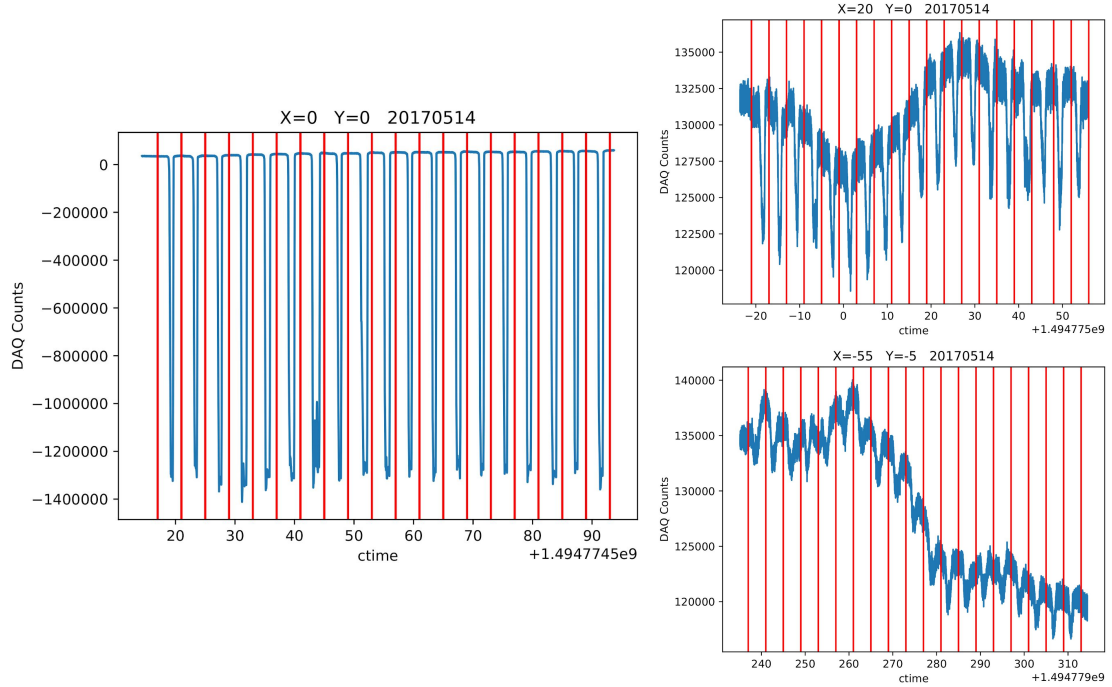 X=0 Y=0 20170514
DAQ Counts
0
−200000
−400000
−600000
−800000
−1000000
−1200000
−1400000
20 30 40 50 60 70 80 90
ctime
+1.4947745e9
X=20 Y=0 20170514
DAQ Counts
135000
132500
130000
127500
125000
122500
120000
−20 −10 0 10 20 30 40 50
ctime
+1.494775e9
X=-55 Y=-5 20170514
DAQ Counts
140000
135000
130000
125000
120000
240 250 260 270 280 290 300 310
ctime
+1.494779e9